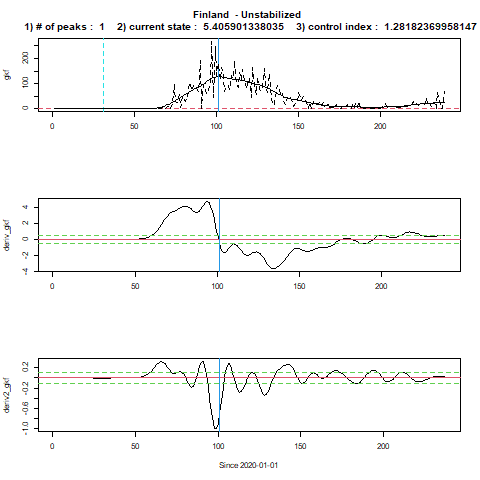 Finland - Unstabilized
1) # of peaks : 1 2) current state : 5.405901338035 3) control index : 1.28182369958147
gkf
200
100
0
0 50 100 150 200
deriv_gkf
4
2
0
-2
-4
0 50 100 150 200
deriv2_gkf
0.2
-0.2
-0.6
-1.0
0 50 100 150 200
Since 2020-01-01